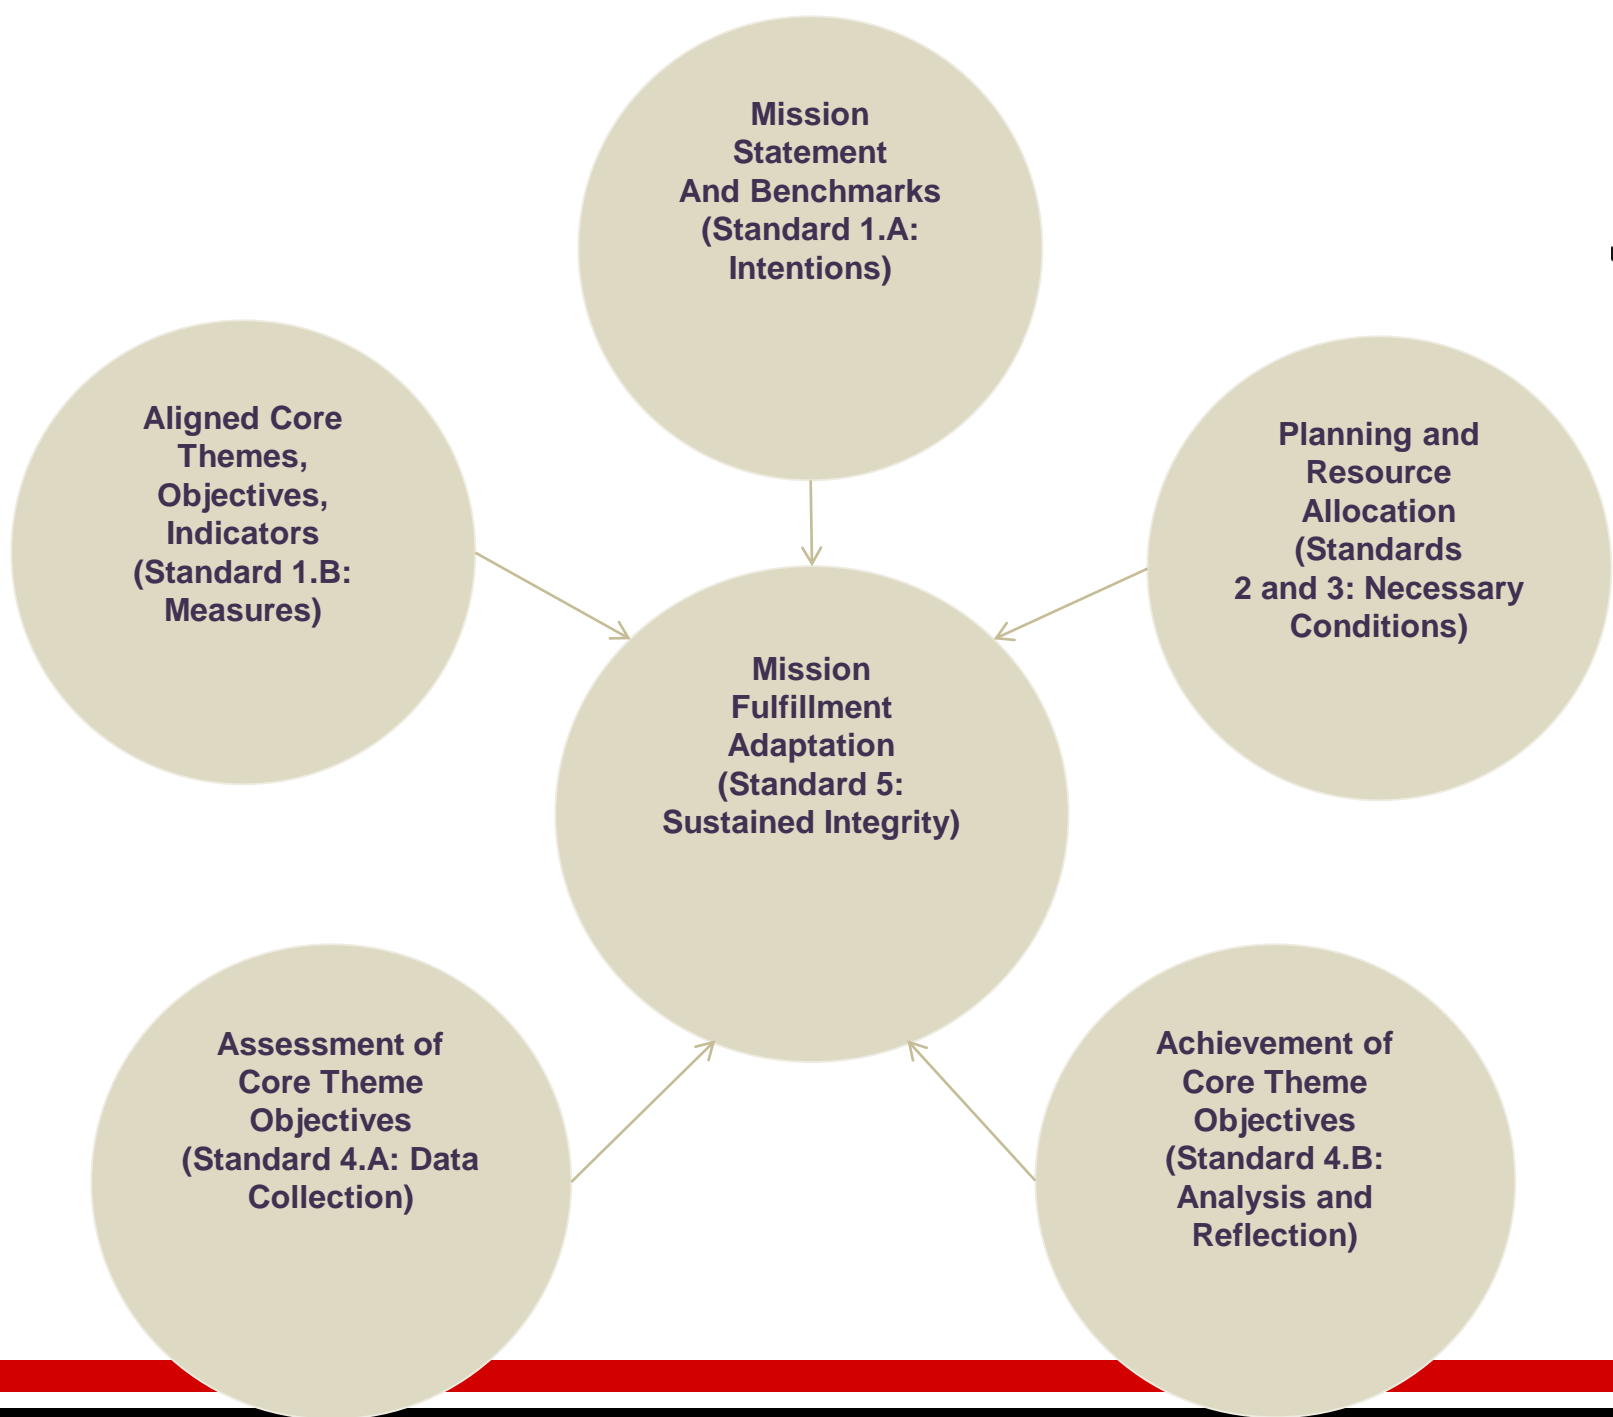 Mission
Statement
And Benchmarks
(Standard 1.A:
Intentions)
Aligned Core
Themes,
Objectives,
Indicators
(Standard 1.B:
Measures)
Planning and
Resource
Allocation
(Standards
2 and 3: Necessary
Conditions)
Mission
Fulfillment
Adaptation
(Standard 5:
Sustained Integrity)
Assessment of
Core Theme
Objectives
(Standard 4.A: Data
Collection)
Achievement of
Core Theme
Objectives
(Standard 4.B:
Analysis and
Reflection)